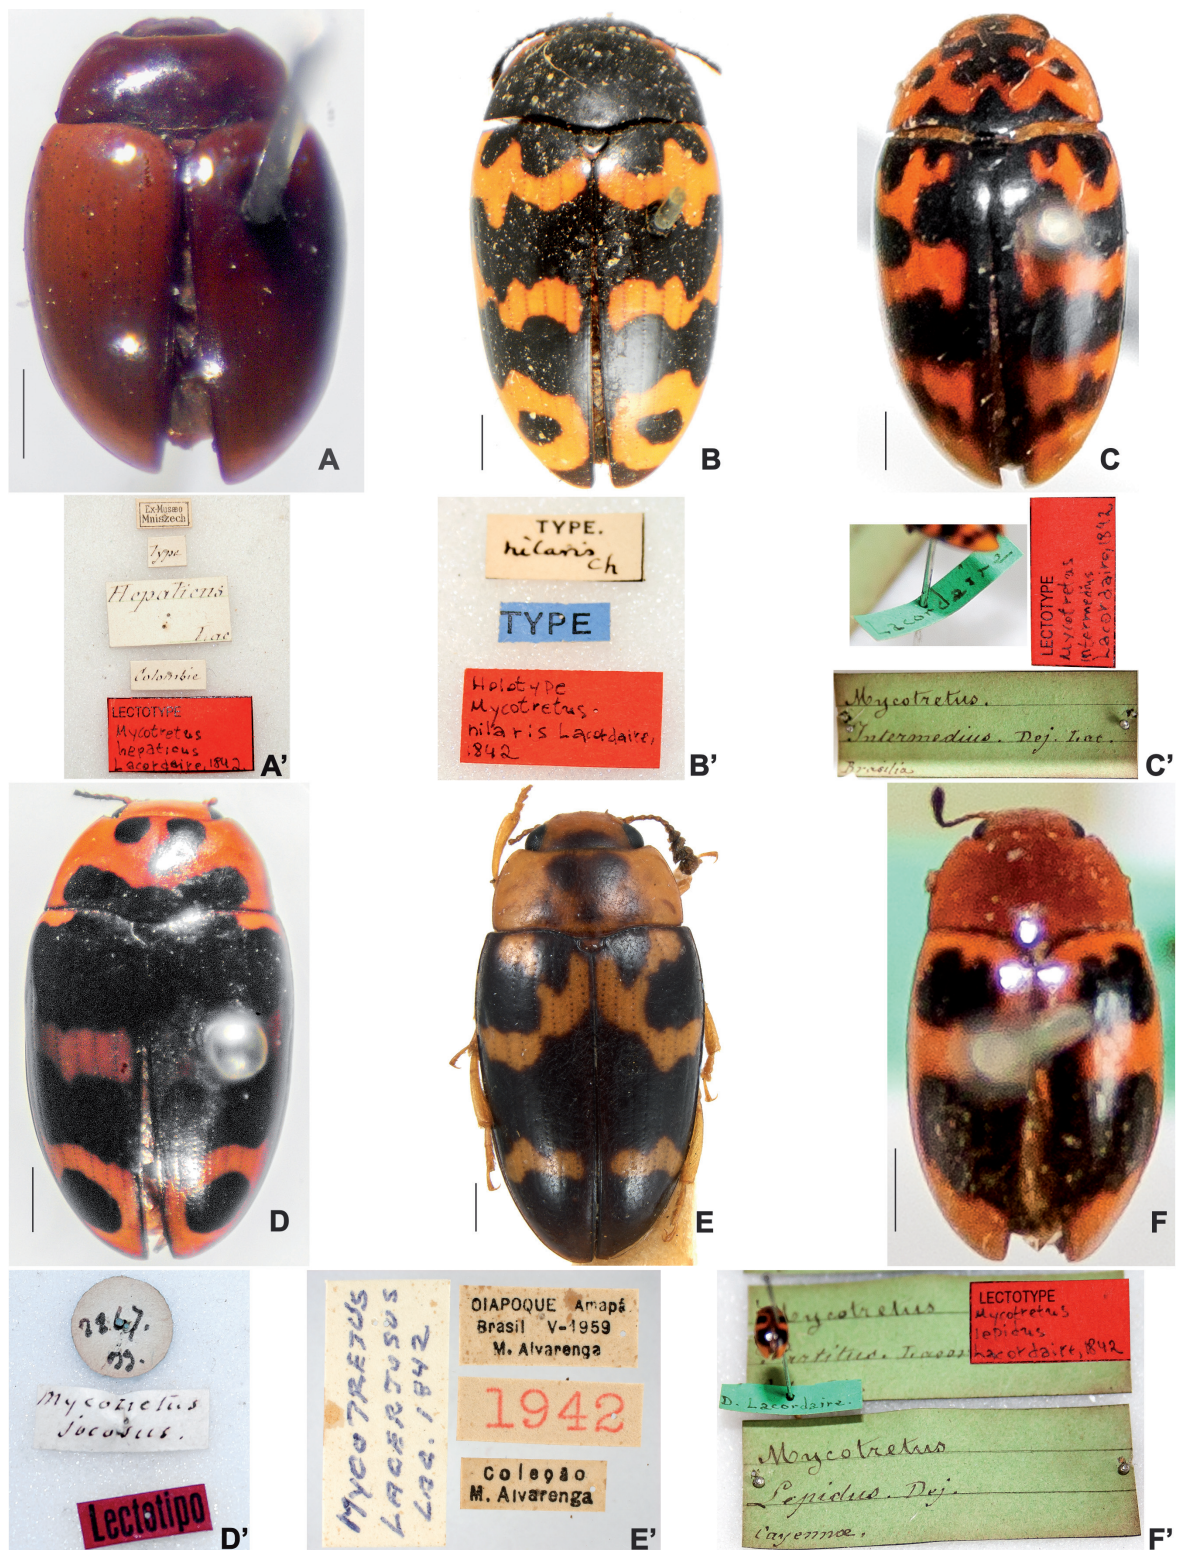 A
B
C
Ex-Musæo
Mniszech
Type
Hepaticus
Lac
Colombie
LECTOTYPE
Mycotretus
hepaticus
Lacordaire, 1842
A'
TYPE.
hilaris
Ch
TYPE
Holotype
Mycotretus
hilaris Lacordaire,
1842
B'
Lacordaire
LECTOTYPE
Mycotretus
intermedius
Lacordaire, 1842
Mycotretus.
Intermedius. Dej. Lac.
Brasilia
C'
D
E
F
Mycotretus
jocosus.
Lectotipo
D'
MYCOTRETUS
LACERTOSUS
Lac. 1842
OIAPOQUE Amapá
Brasil V-1959
M. Alvarenga
1942
Coleção
M. Alvarenga
E'
Mycotretus
LECTOTYPE
Mycotretus
lepidus
Lacordaire, 1842
D. Lacordaire.
Mycotretus
Lepidus. Dej.
Cayennæ.
F'